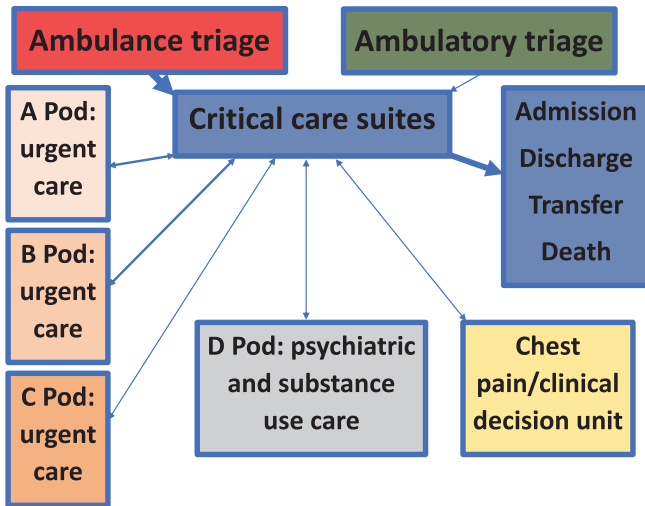 Ambulance triage
Ambulatory triage
Critical care suites
A Pod:
urgent
care
Admission
Discharge
Transfer
Death
B Pod:
urgent
care
C Pod:
urgent
care
D Pod: psychiatric
and substance
use care
Chest
pain/clinical
decision unit